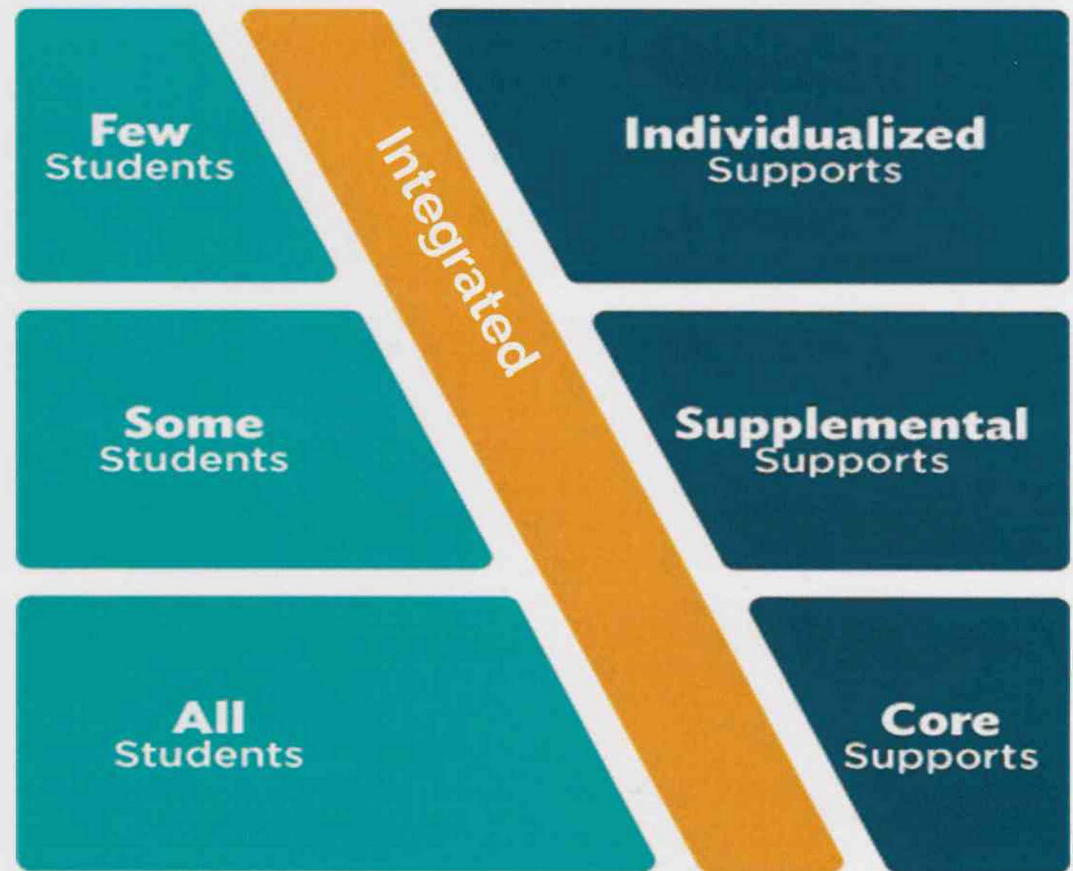 Few
Students
Integrated
Individualized
Supports
Some
Students
Supplemental
Supports
All
Students
Core
Supports